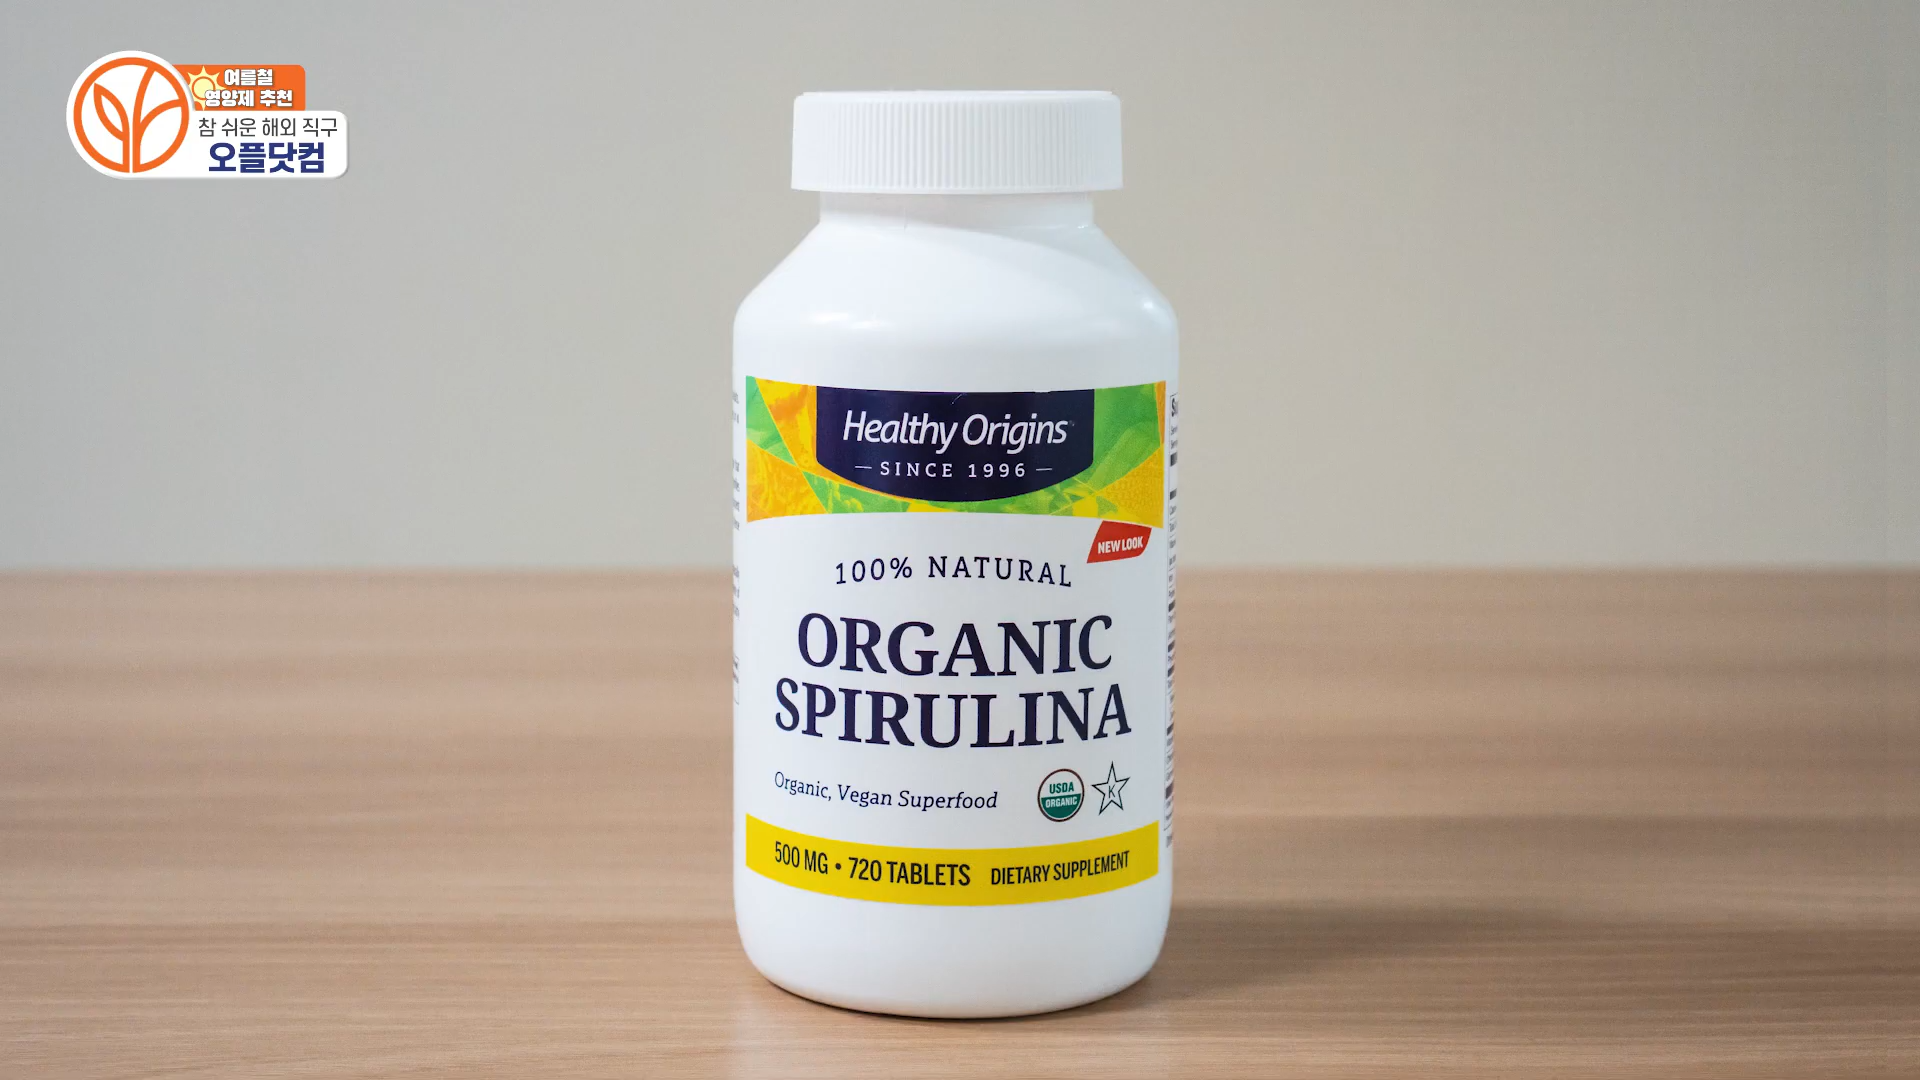 여름철
영양제 추천
참 쉬운 해외 직구
오플닷컴
Healthy Origins
SINCE 1996
NEW LOOK
100% NATURAL
ORGANIC
SPIRULINA
Organic, Vegan Superfood
USDA
ORGANIC
K
500 MG • 720 TABLETS DIETARY SUPPLEMENT